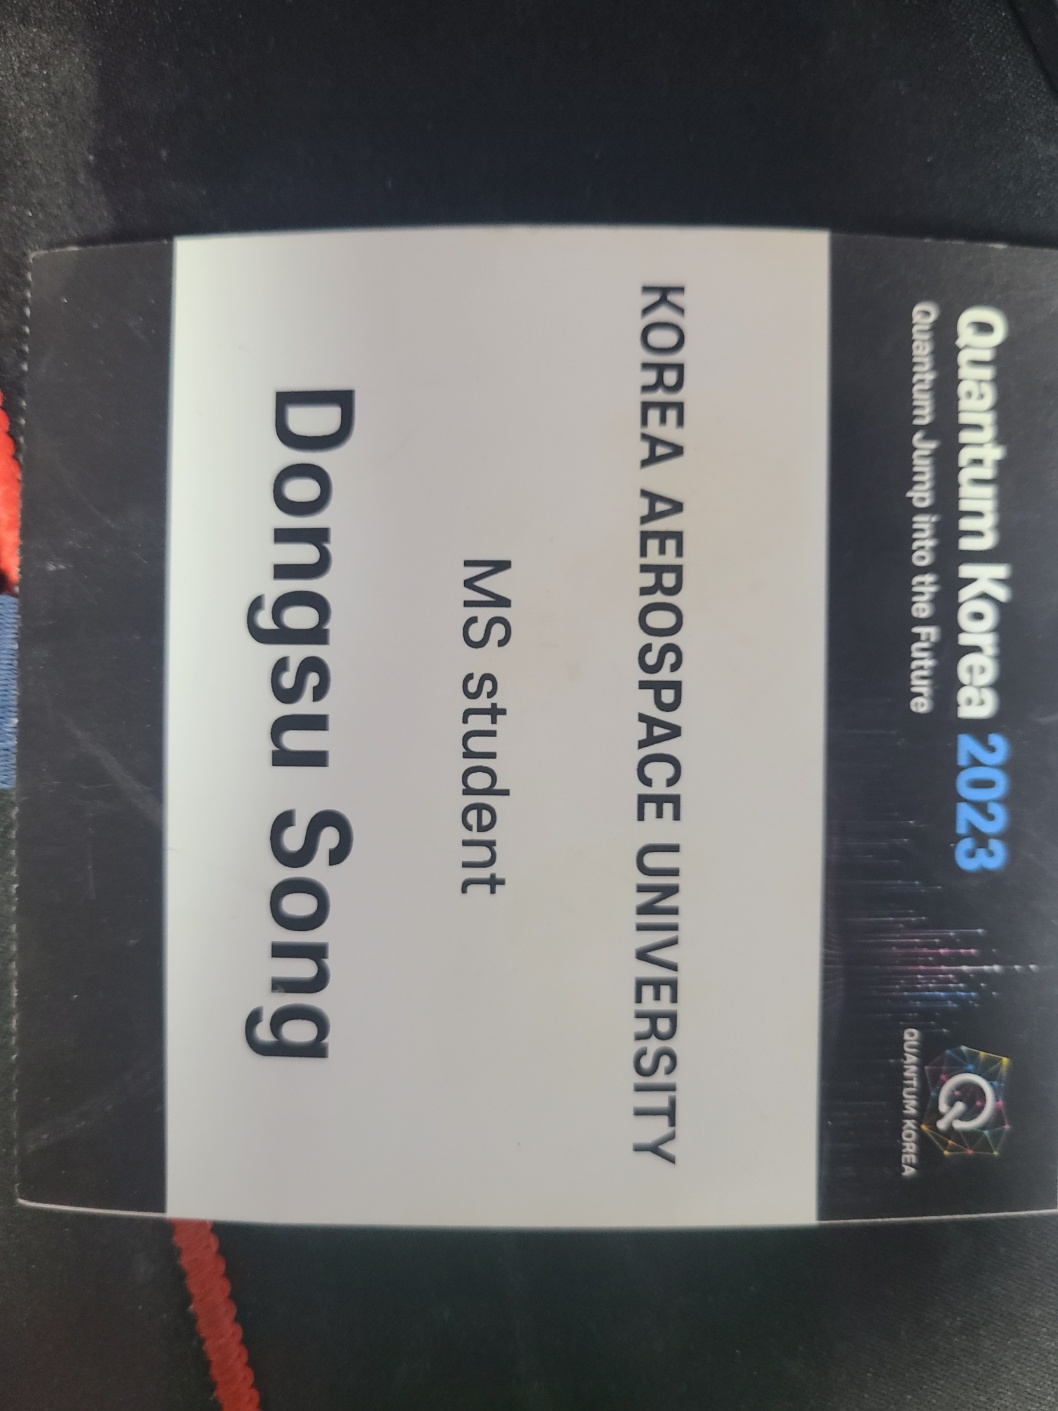 Quantum Korea 2023
Quantum Jump into the Future
QUANTUM KOREA
KOREA AEROSPACE UNIVERSITY
MS student
Dongsu Song